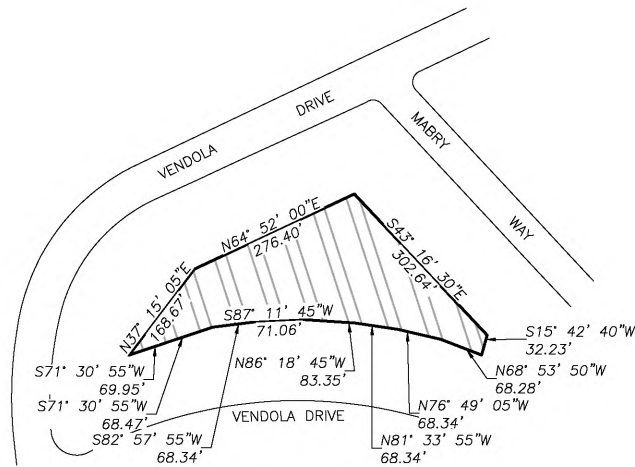 VENDOLA DRIVE
MABRY WAY
N64° 52' 00"E
276.40'
S43° 16' 30"E
302.64'
N37° 15' 05"E
168.67'
S87° 11' 45"W
71.06'
S15° 42' 40"W
32.23'
S71° 30' 55"W
69.95'
N86° 18' 45"W
83.35'
N68° 53' 50"W
68.28'
S71° 30' 55"W
68.47'
N76° 49' 05"W
68.34'
VENDOLA DRIVE
S82° 57' 55"W
68.34'
N81° 33' 55"W
68.34'